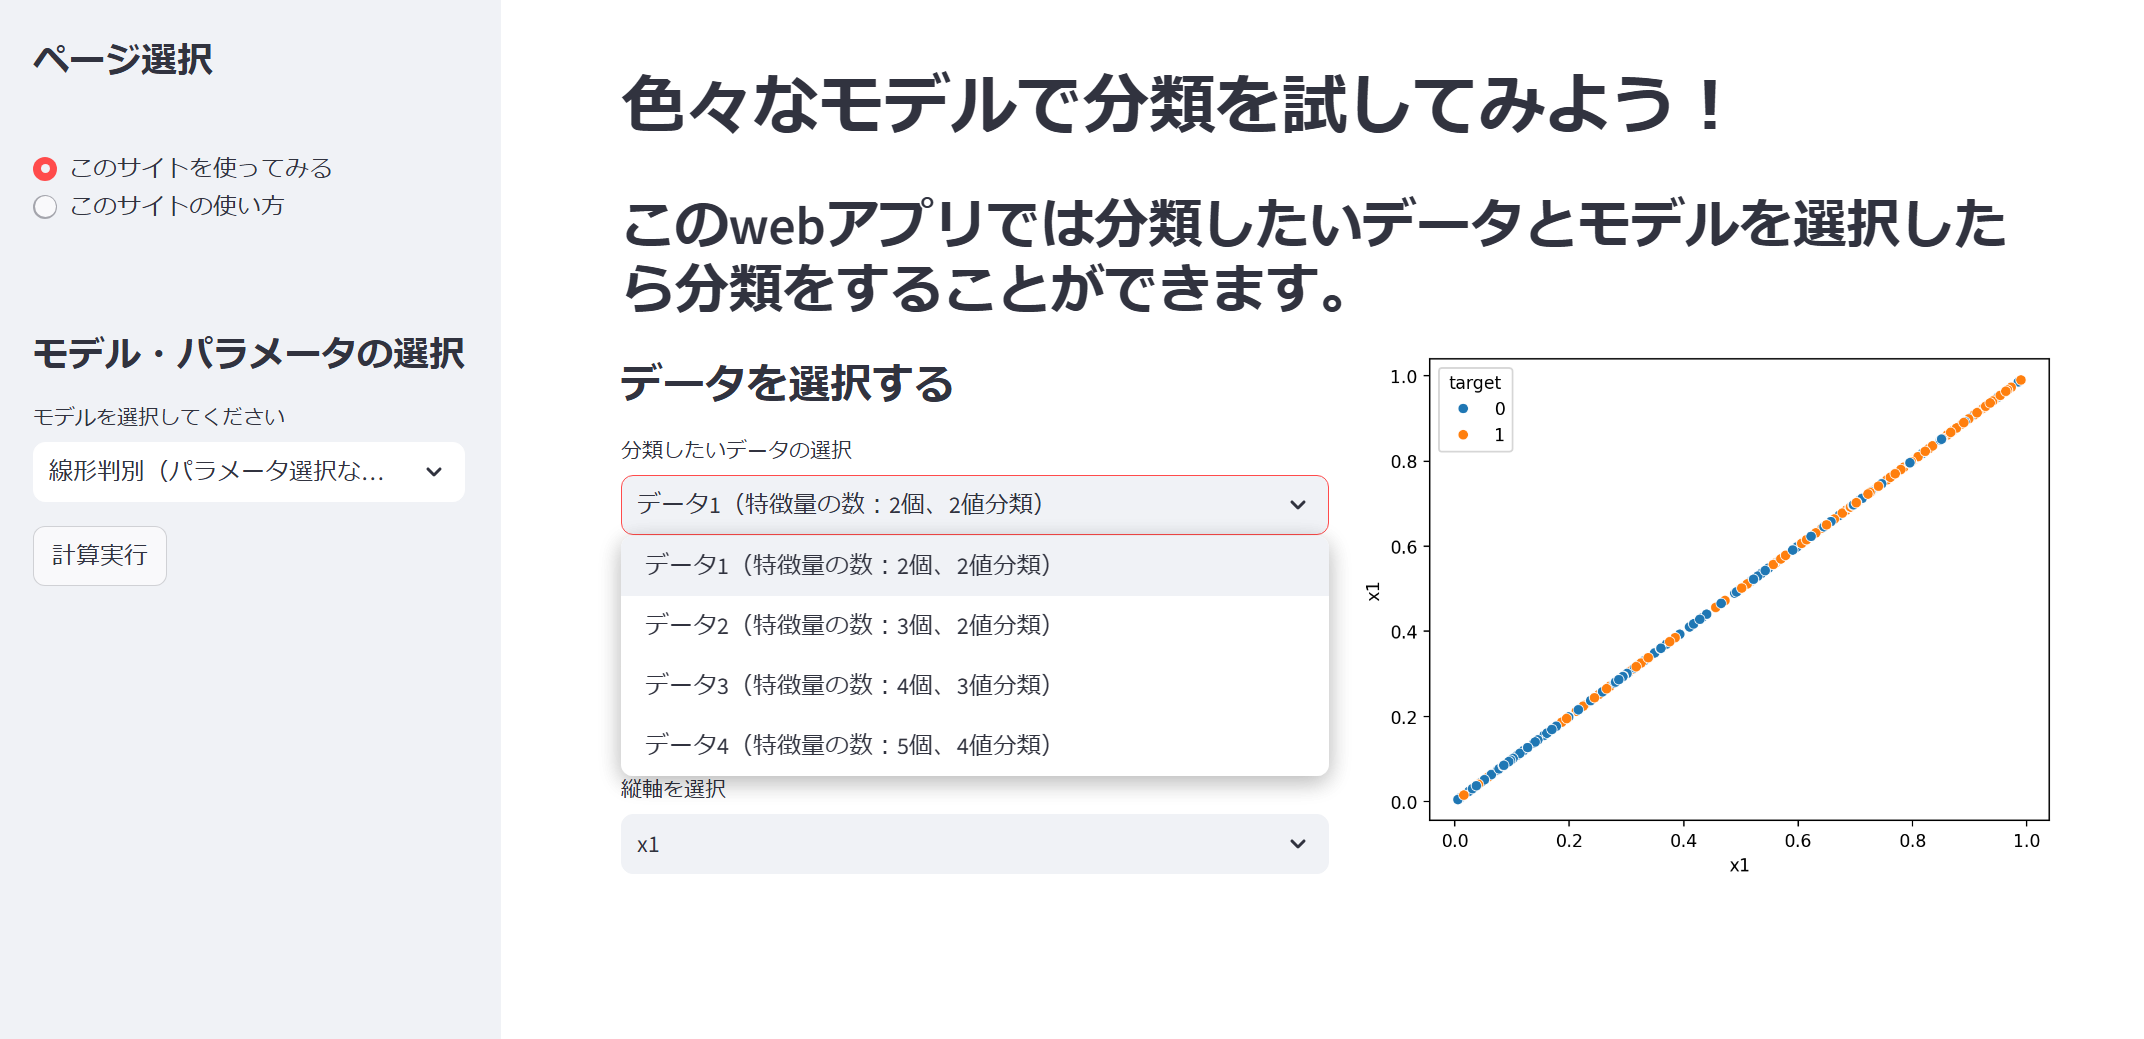 ページ選択
このサイトを使ってみる
このサイトの使い方
モデル・パラメータの選択
モデルを選択してください
線形判別（パラメータ選択な...
計算実行
色々なモデルで分類を試してみよう！
このwebアプリでは分類したいデータとモデルを選択した
ら分類をすることができます。
データを選択する
分類したいデータの選択
データ1（特徴量の数：2個、2値分類）
データ1（特徴量の数：2個、2値分類）
データ2（特徴量の数：3個、2値分類）
データ3（特徴量の数：4個、3値分類）
データ4（特徴量の数：5個、4値分類）
縦軸を選択
x1
target
0
1
1.0
0.8
0.6
0.4
0.2
0.0
x1
0.0 0.2 0.4 0.6 0.8 1.0
x1